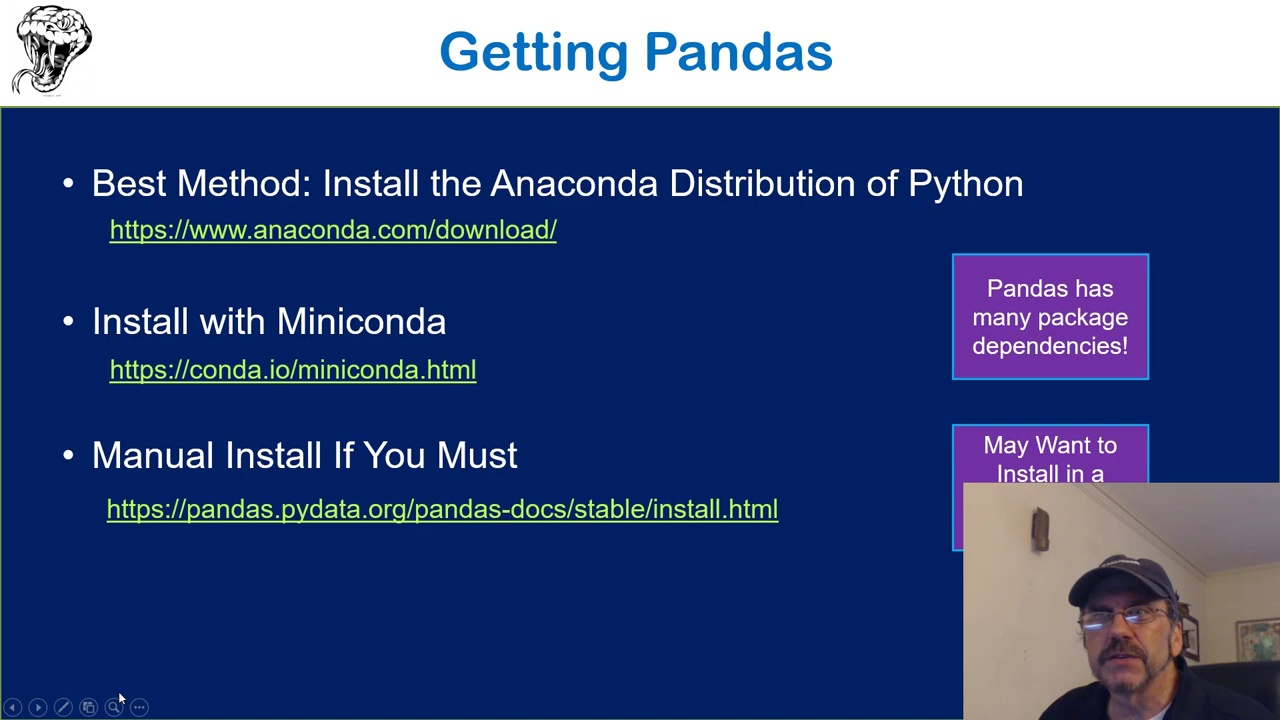 Getting Pandas
• Best Method: Install the Anaconda Distribution of Python
https://www.anaconda.com/download/
Pandas has
many package
dependencies!
• Install with Miniconda
https://conda.io/miniconda.html
• Manual Install If You Must
https://pandas.pydata.org/pandas-docs/stable/install.html
May Want to
Install in a